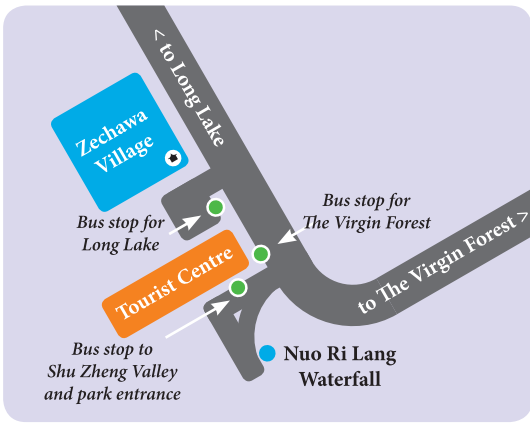 < to Long Lake
Zechawa
Village
Bus stop for
The Virgin Forest
Bus stop for
Long Lake
to The Virgin Forest >
Tourist Centre
Bus stop to
Shu Zheng Valley
and park entrance
Nuo Ri Lang
Waterfall